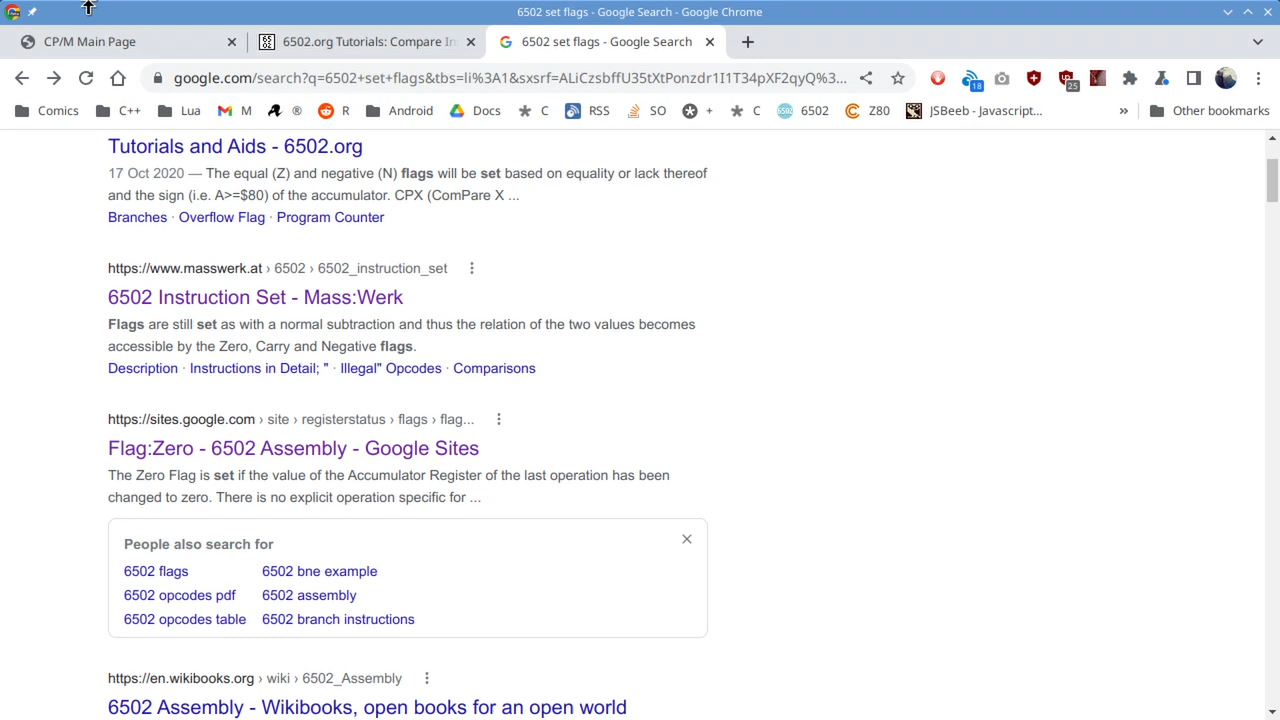 6502 set flags - Google Search - Google Chrome
CP/M Main Page
6502.org Tutorials: Compare In
6502 set flags - Google Search
google.com/search?q=6502+set+flags&tbs=li%3A1&sxsrf=ALiCzsbffU35tXtPonzdr1I1T34pXF2qyQ%3...
18
25
Comics C++ Lua M ® R Android Docs C RSS SO + C 6502 Z80 JSBeeb - Javascript... » Other bookmarks
Tutorials and Aids - 6502.org
17 Oct 2020 — The equal (Z) and negative (N) flags will be set based on equality or lack thereof
and the sign (i.e. A>=$80) of the accumulator. CPX (ComPare X ...
Branches · Overflow Flag · Program Counter
https://www.masswerk.at › 6502 › 6502_instruction_set
6502 Instruction Set - Mass:Werk
Flags are still set as with a normal subtraction and thus the relation of the two values becomes
accessible by the Zero, Carry and Negative flags.
Description · Instructions in Detail; " · Illegal" Opcodes · Comparisons
https://sites.google.com › site › registerstatus › flags › flag...
Flag:Zero - 6502 Assembly - Google Sites
The Zero Flag is set if the value of the Accumulator Register of the last operation has been
changed to zero. There is no explicit operation specific for ...
People also search for
6502 flags 6502 bne example
6502 opcodes pdf 6502 assembly
6502 opcodes table 6502 branch instructions
https://en.wikibooks.org › wiki › 6502_Assembly
6502 Assembly - Wikibooks, open books for an open world